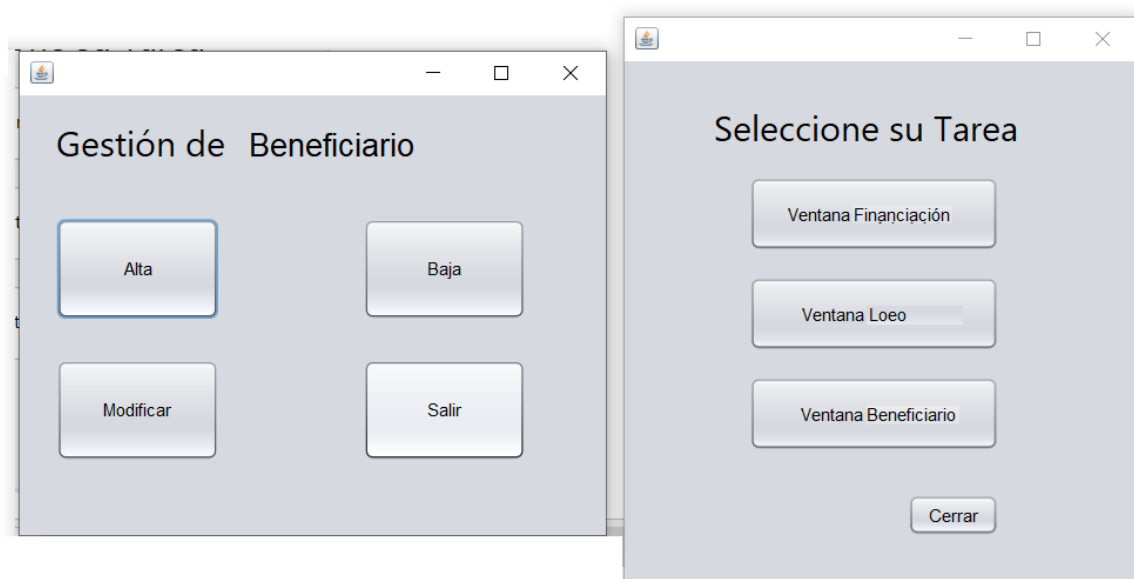 Gestión de Beneficiario
Alta
Baja
Modificar
Salir
Seleccione su Tarea
Ventana Financiación
Ventana Loeo
Ventana Beneficiario
Cerrar